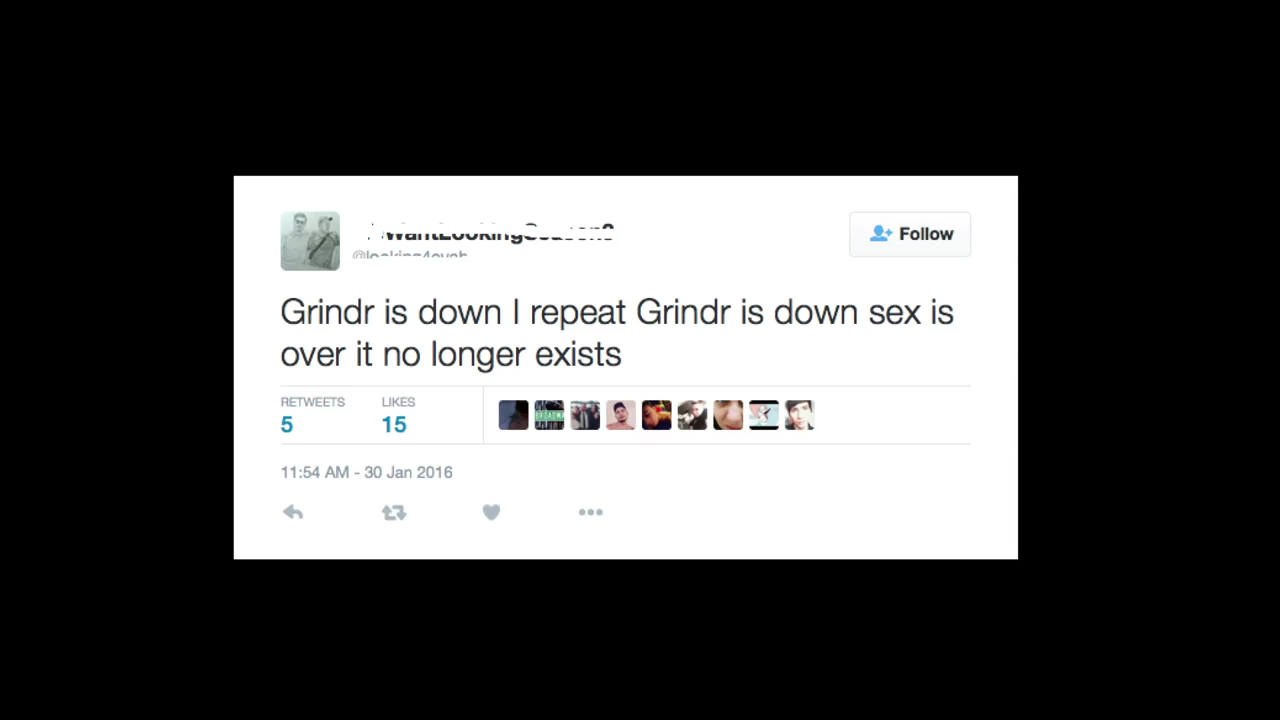 Follow
Grindr is down I repeat Grindr is down sex is
over it no longer exists
RETWEETS LIKES
5 15
BROADWAY
11:54 AM - 30 Jan 2016